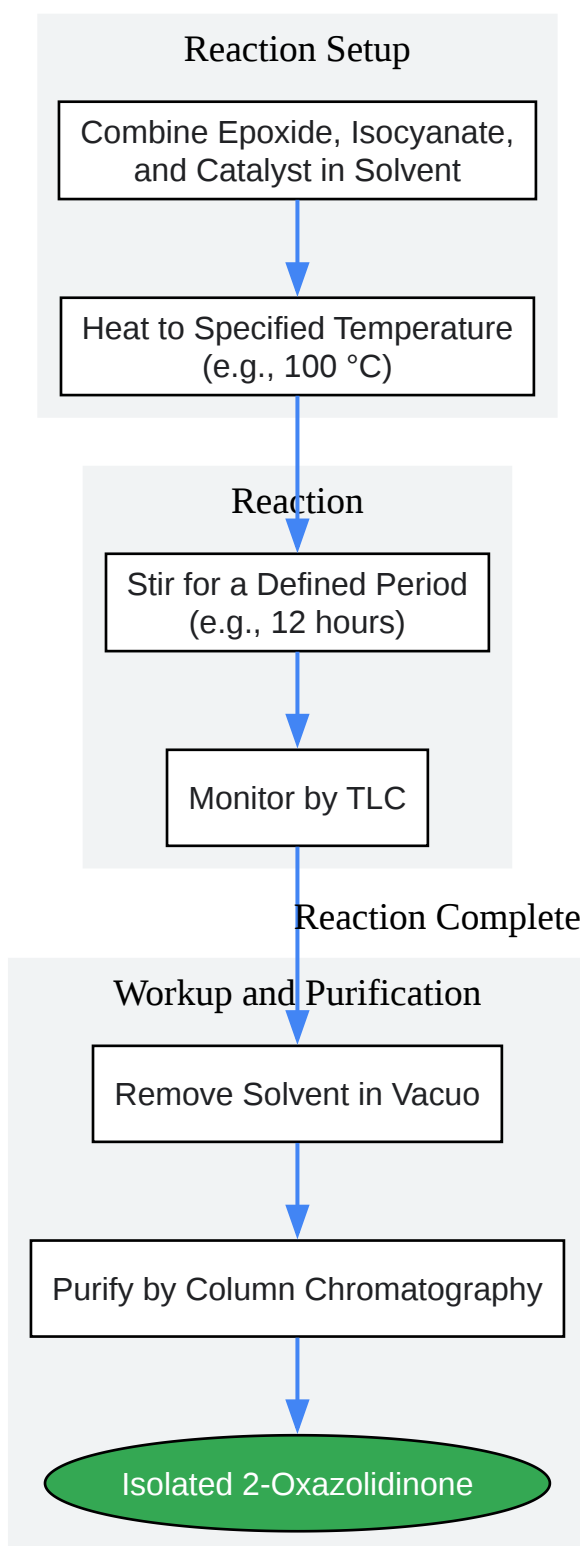 Reaction Setup
Combine Epoxide, Isocyanate,
and Catalyst in Solvent
Heat to Specified Temperature
(e.g., 100 °C)
Reaction
Stir for a Defined Period
(e.g., 12 hours)
Monitor by TLC
Reaction Complete
Workup and Purification
Remove Solvent in Vacuo
Purify by Column Chromatography
Isolated 2-Oxazolidinone